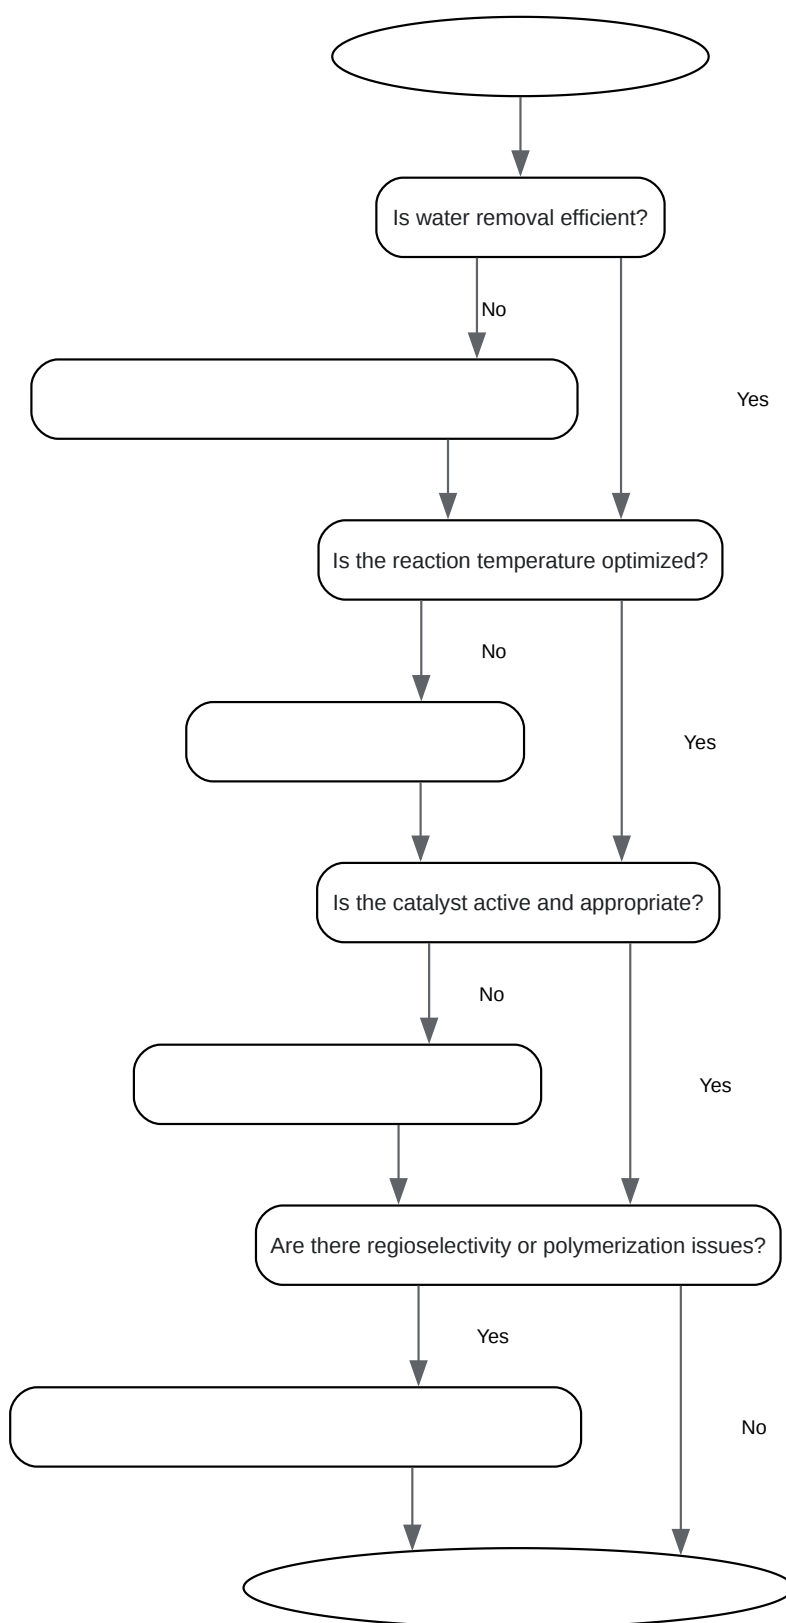 Is water removal efficient?
No
Yes
Is the reaction temperature optimized?
No
Yes
Is the catalyst active and appropriate?
No
Yes
Are there regioselectivity or polymerization issues?
Yes
No